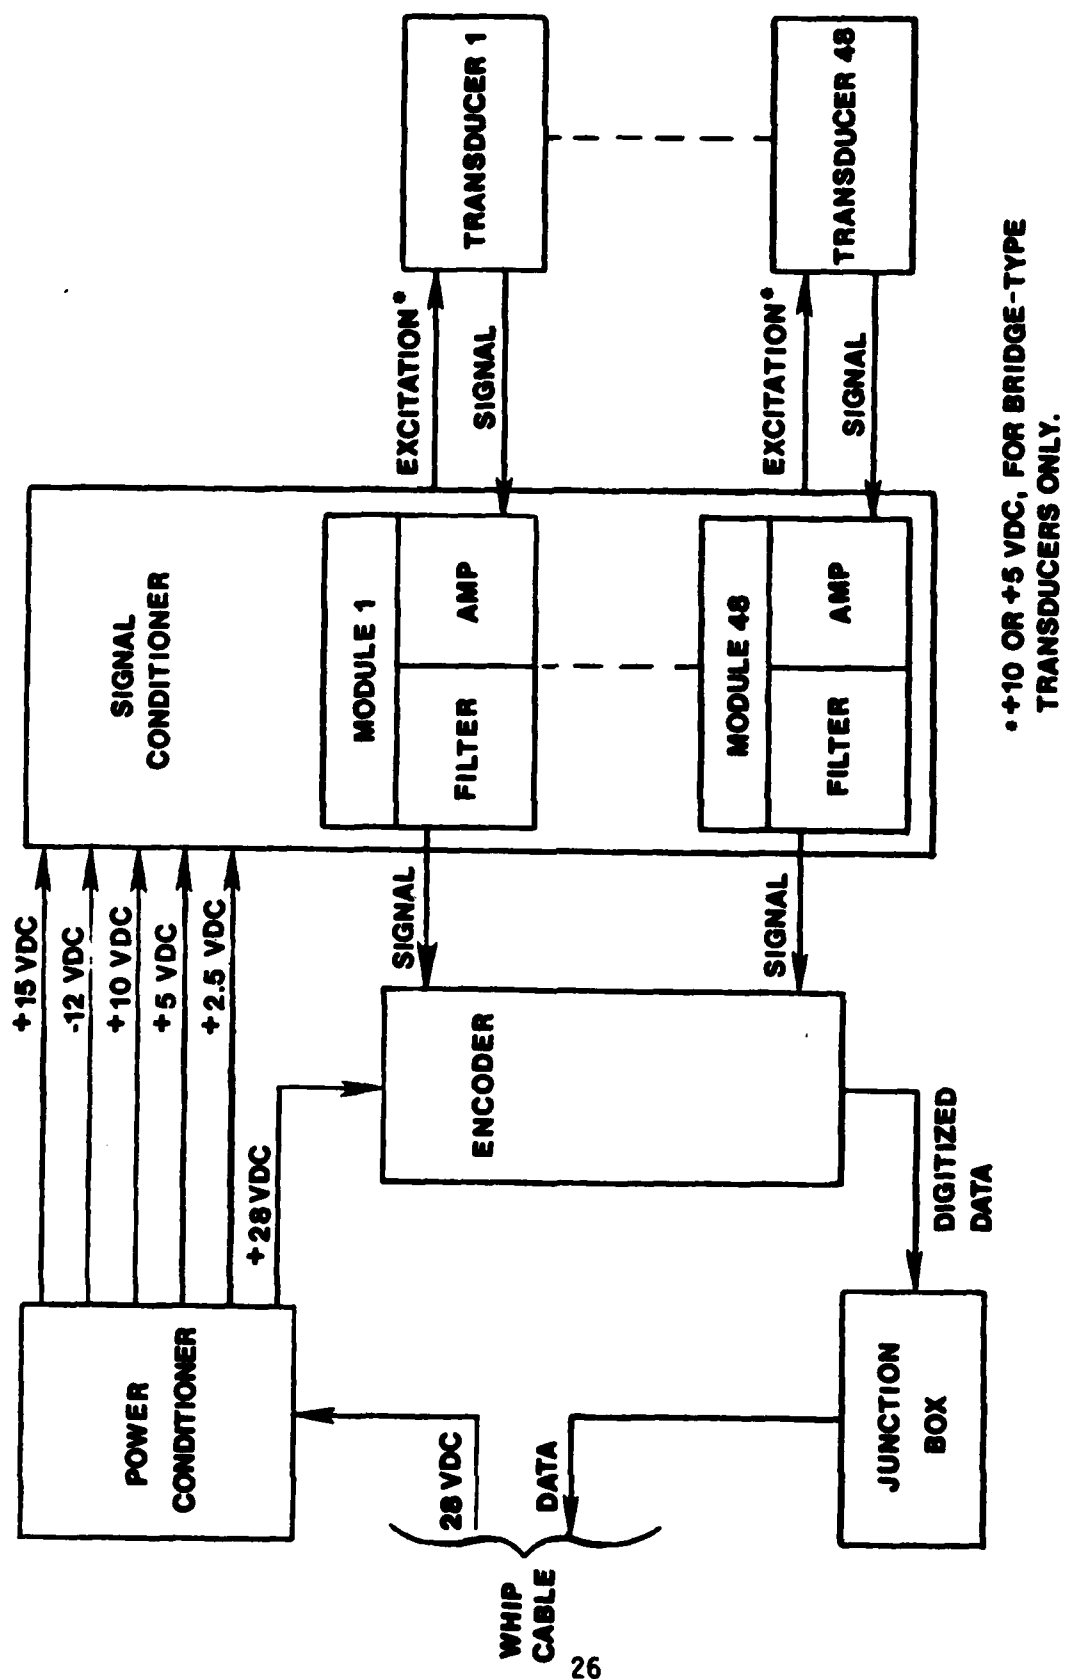 +15 VDC
-12 VDC
+10 VDC
+5 VDC
+2.5 VDC
+28 VDC
POWER
CONDITIONER
28 VDC
DATA
WHIP
CABLE
JUNCTION
BOX
DIGITIZED
DATA
ENCODER
SIGNAL
SIGNAL
SIGNAL
CONDITIONER
MODULE 1
FILTER
AMP
MODULE 48
FILTER
AMP
EXCITATION*
SIGNAL
EXCITATION*
SIGNAL
TRANSDUCER 1
TRANSDUCER 48
*+10 OR +5 VDC, FOR BRIDGE-TYPE
TRANSDUCERS ONLY.
26